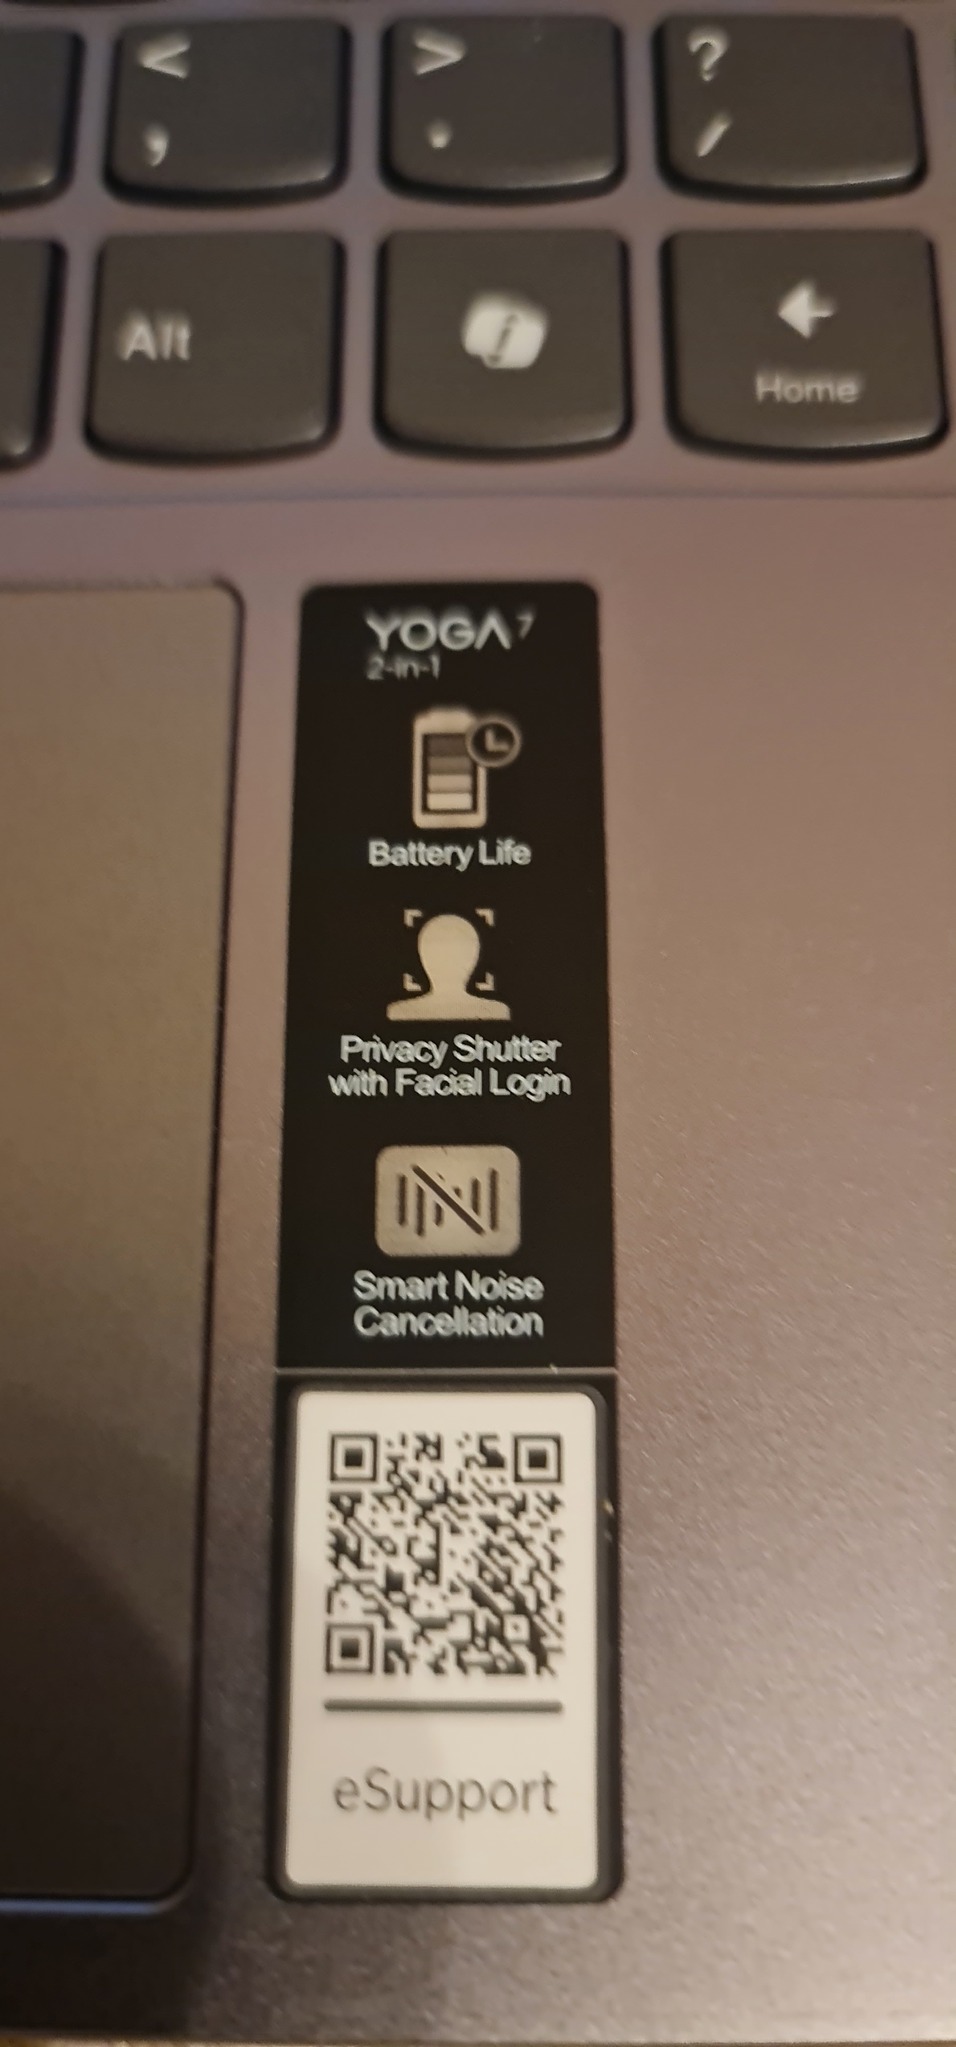 <
,
>
.
?
/
Alt
Home
YOGA 7
2-in-1
Battery Life
Privacy Shutter
with Facial Login
Smart Noise
Cancellation
eSupport